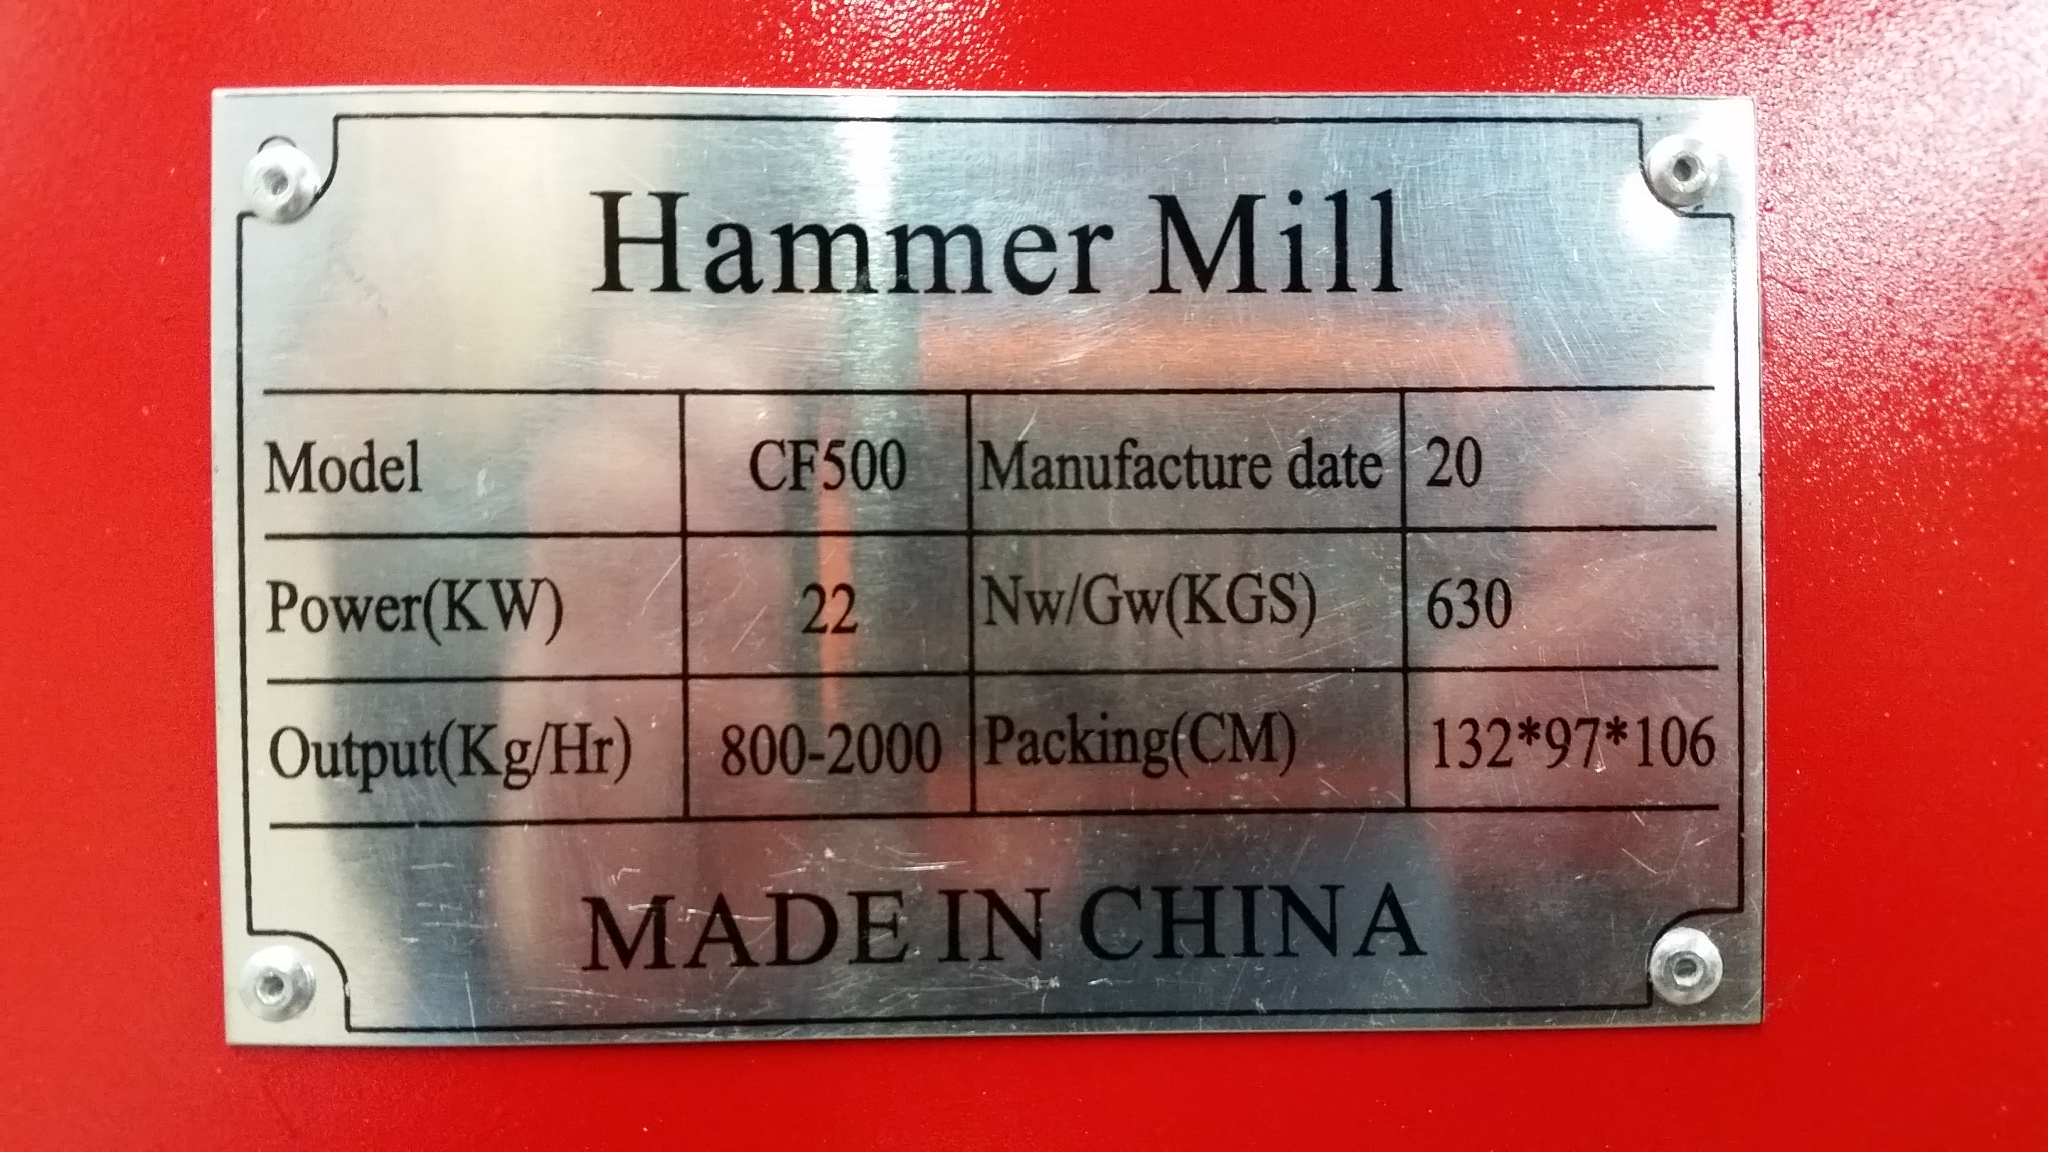 Hammer Mill
Model CF500 Manufacture date 20
Power(KW) 22 Nw/Gw(KGS) 630
Output(Kg/Hr) 800-2000 Packing(CM) 132*97*106
MADE IN CHINA